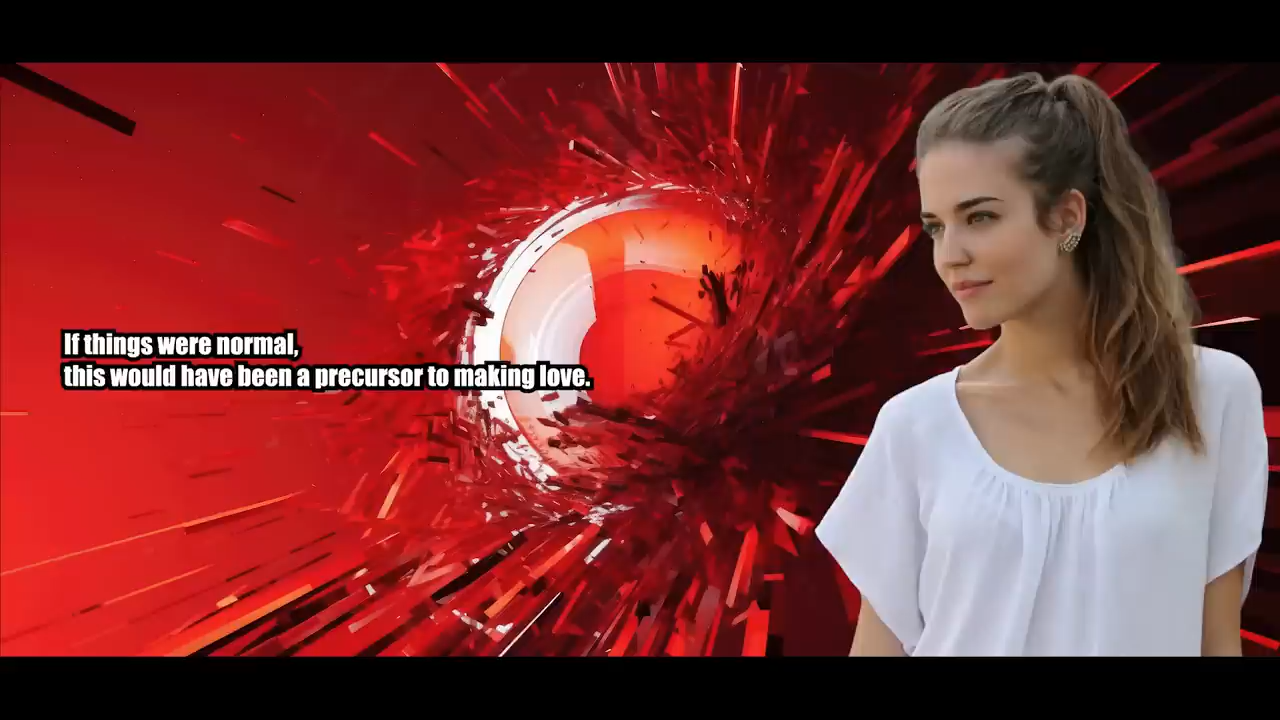 If things were normal,
this would have been a precursor to making love.